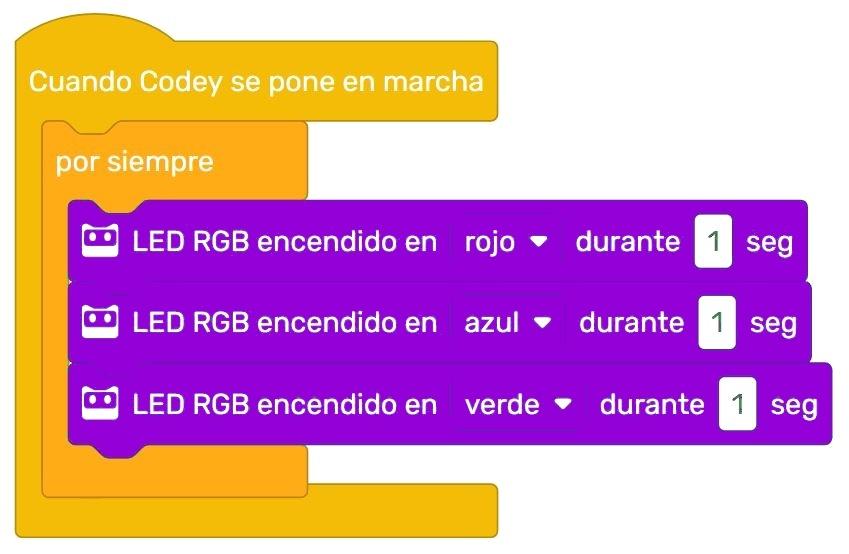 Cuando Codey se pone en marcha
por siempre
LED RGB encendido en rojo durante 1 seg
LED RGB encendido en azul durante 1 seg
LED RGB encendido en verde durante 1 seg